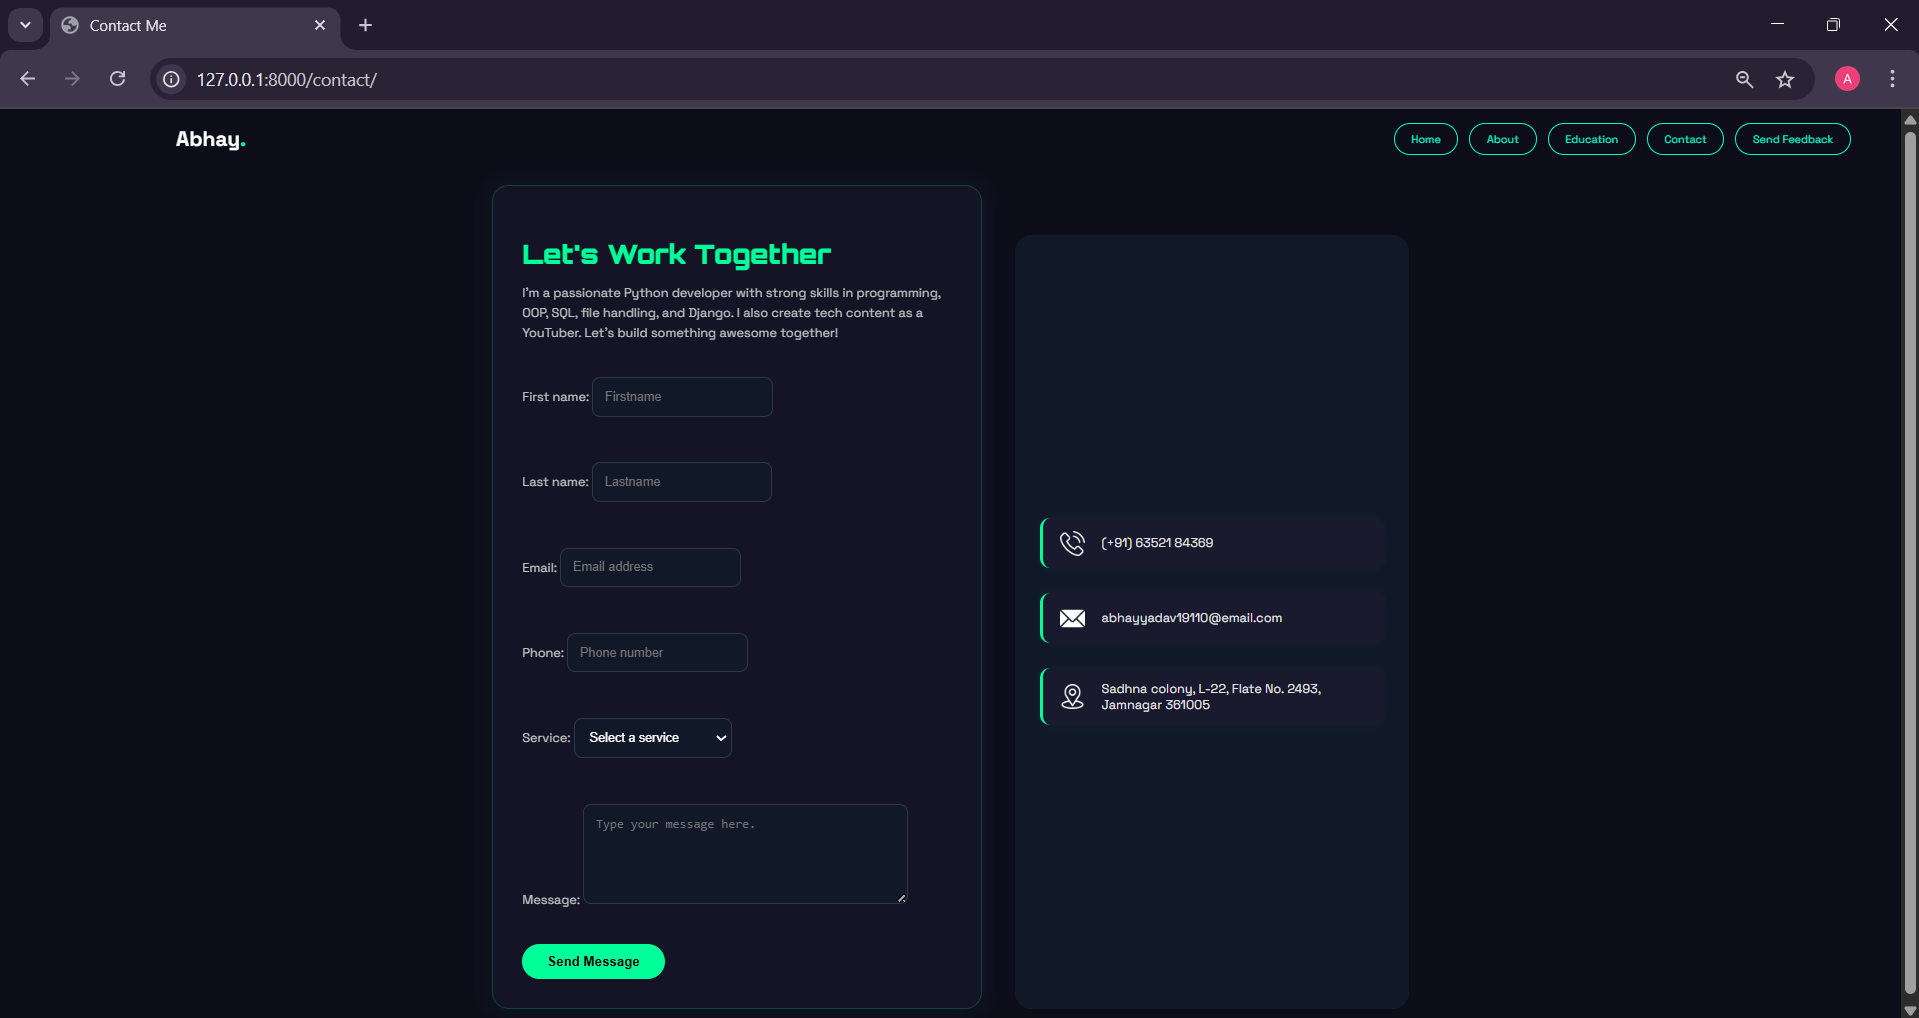 Contact Me
127.0.0.1:8000/contact/
A
Abhay.
Home
About
Education
Contact
Send Feedback
Let's Work Together
I'm a passionate Python developer with strong skills in programming,
OOP, SQL, file handling, and Django. I also create tech content as a
YouTuber. Let's build something awesome together!
First name: Firstname
Last name: Lastname
Email: Email address
Phone: Phone number
Service: Select a service
Type your message here.
Message:
Send Message
(+91) 63521 84369
abhayyadav19110@email.com
Sadhna colony, L-22, Flate No. 2493,
Jamnagar 361005